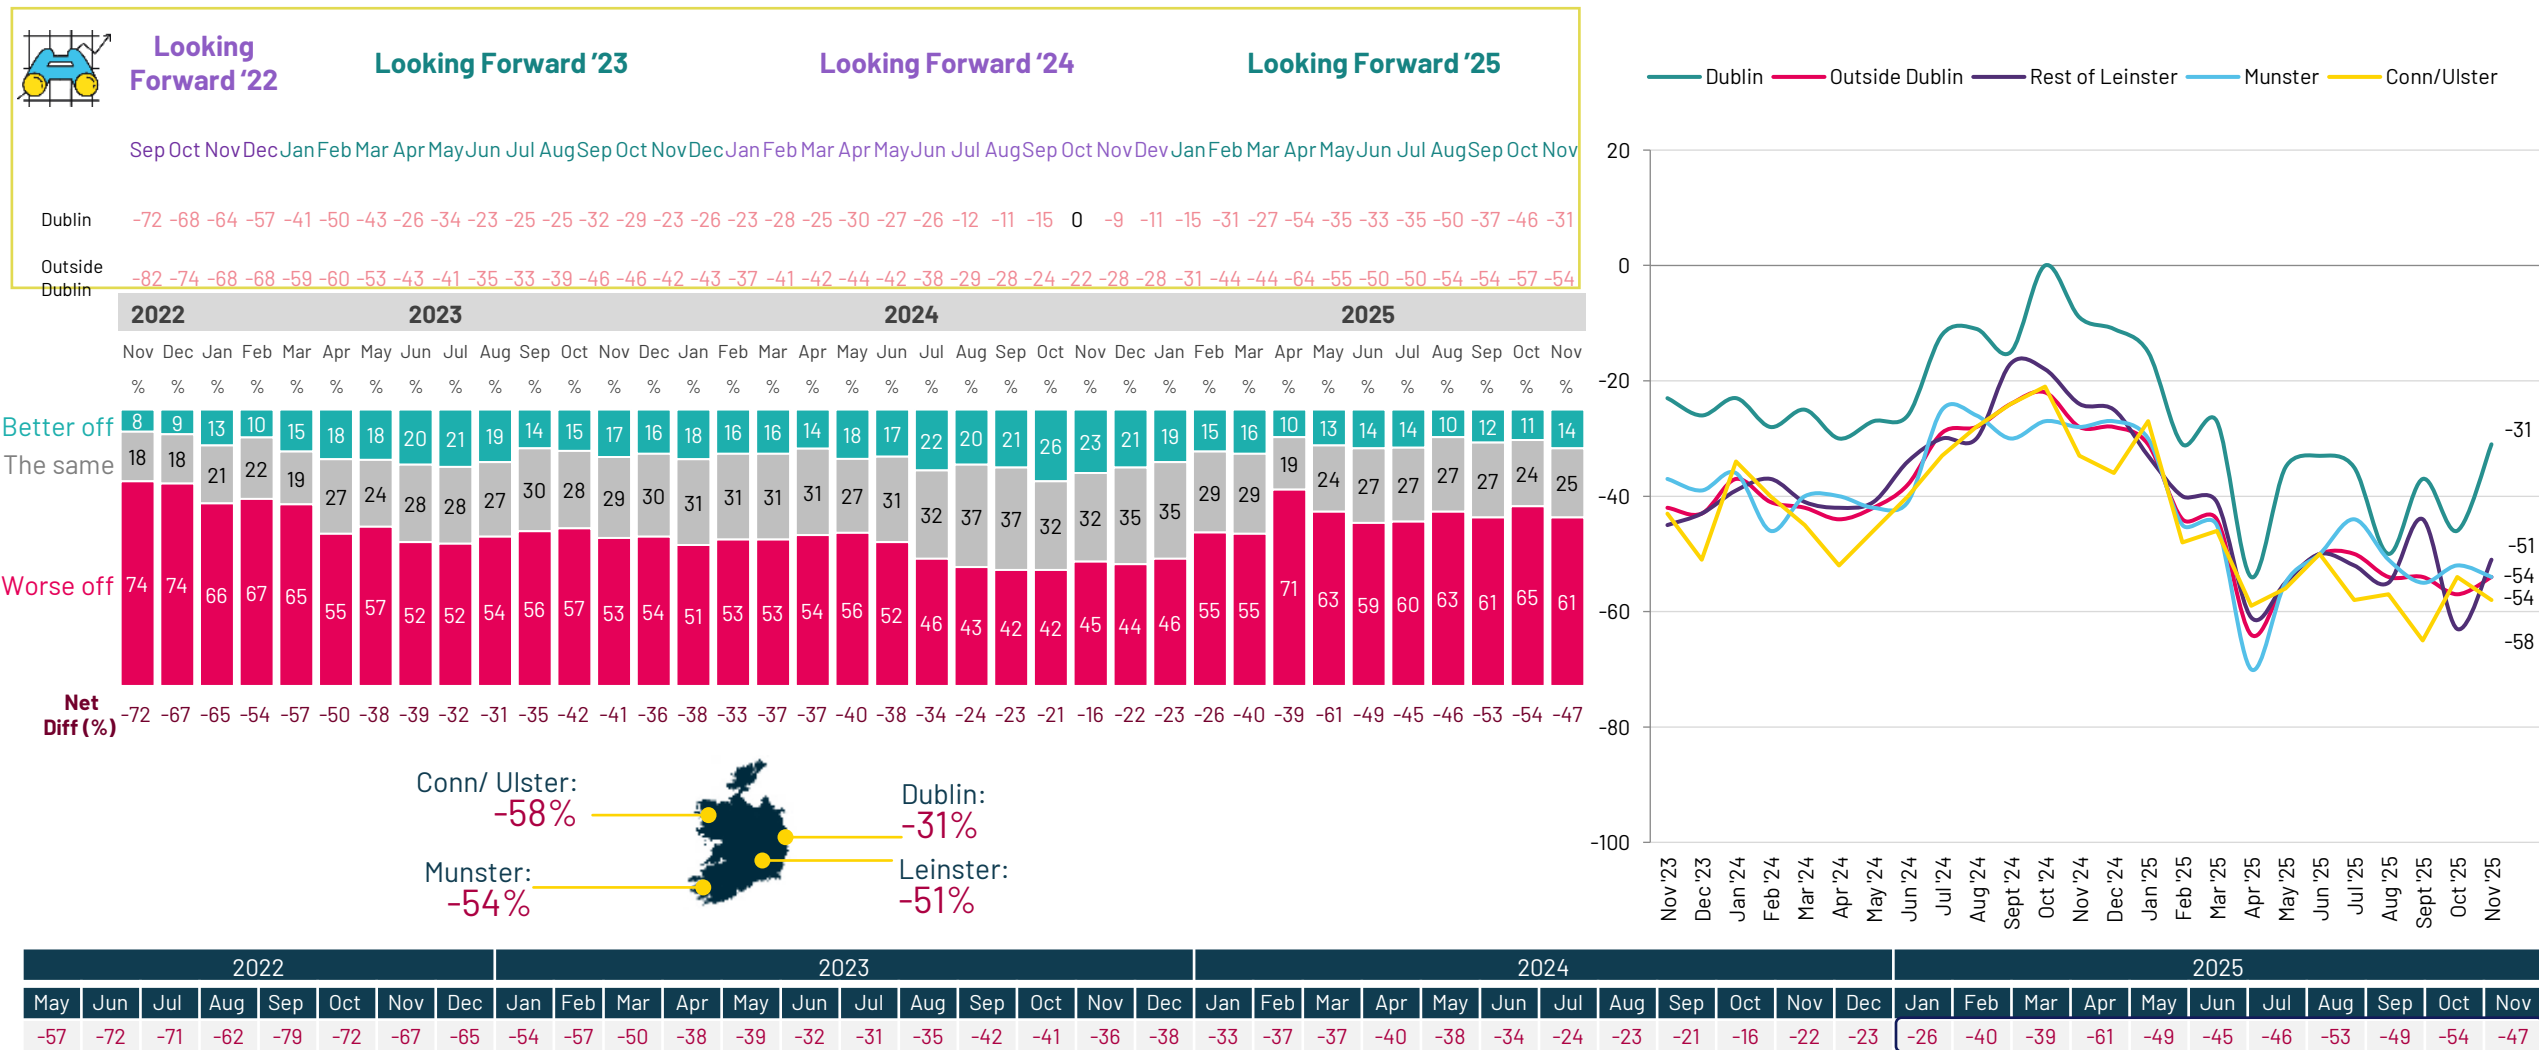 Looking
Forward ‘22
Looking Forward ‘23
Looking Forward ‘24
Looking Forward ‘25
Sep Oct Nov Dec Jan Feb Mar Apr May Jun Jul Aug Sep Oct Nov Dec Jan Feb Mar Apr May Jun Jul Aug Sep Oct Nov Dev Jan Feb Mar Apr May Jun Jul Aug Sep Oct Nov
Dublin -72 -68 -64 -57 -41 -50 -43 -26 -34 -23 -25 -25 -32 -29 -23 -26 -23 -28 -25 -30 -27 -26 -12 -11 -15 0 -9 -11 -15 -31 -27 -54 -35 -33 -35 -50 -37 -46 -31
Outside
Dublin -82 -74 -68 -68 -59 -60 -53 -43 -41 -35 -33 -39 -46 -46 -42 -43 -37 -41 -42 -44 -42 -38 -29 -28 -24 -22 -28 -28 -31 -44 -44 -64 -55 -50 -50 -54 -54 -57 -54
2022 2023 2024 2025
Nov Dec Jan Feb Mar Apr May Jun Jul Aug Sep Oct Nov Dec Jan Feb Mar Apr May Jun Jul Aug Sep Oct Nov Dec Jan Feb Mar Apr May Jun Jul Aug Sep Oct Nov
% % % % % % % % % % % % % % % % % % % % % % % % % % % % % % % % % % % % %
Better off 8 9 13 10 15 18 18 20 21 19 14 15 17 16 18 16 16 14 18 17 22 20 21 26 23 21 19 15 16 10 13 14 14 10 12 11 14
The same 18 18 21 22 19 27 24 28 28 27 30 28 29 30 31 31 31 31 27 31 32 37 37 32 32 35 35 29 29 19 24 27 27 27 27 24 25
Worse off 74 74 66 67 65 55 57 52 52 54 56 57 53 54 51 53 53 54 56 52 46 43 42 42 45 44 46 55 55 71 63 59 60 63 61 65 61
Net
Diff (%) -72 -67 -65 -54 -57 -50 -38 -39 -32 -31 -35 -42 -41 -36 -38 -33 -37 -37 -40 -38 -34 -24 -23 -21 -16 -22 -23 -26 -40 -39 -61 -49 -45 -46 -53 -54 -47
Conn/ Ulster:
-58%
Dublin:
-31%
Munster:
-54%
Leinster:
-51%
Dublin Outside Dublin Rest of Leinster Munster Conn/Ulster
20
0
-20
-40
-60
-80
-100
-31
-51
-54
-54
-58
Nov '23 Dec '23 Jan '24 Feb '24 Mar '24 Apr '24 May '24 Jun '24 Jul '24 Aug '24 Sept '24 Oct '24 Nov '24 Dec '24 Jan '25 Feb '25 Mar '25 Apr '25 May '25 Jun '25 Jul '25 Aug '25 Sept '25 Oct '25 Nov '25
2022 2023 2024 2025
May Jun Jul Aug Sep Oct Nov Dec Jan Feb Mar Apr May Jun Jul Aug Sep Oct Nov Dec Jan Feb Mar Apr May Jun Jul Aug Sep Oct Nov Dec Jan Feb Mar Apr May Jun Jul Aug Sep Oct Nov
-57 -72 -71 -62 -79 -72 -67 -65 -54 -57 -50 -38 -39 -32 -31 -35 -42 -41 -36 -38 -33 -37 -37 -40 -38 -34 -24 -23 -21 -16 -22 -23 -26 -40 -39 -61 -49 -45 -46 -53 -49 -54 -47